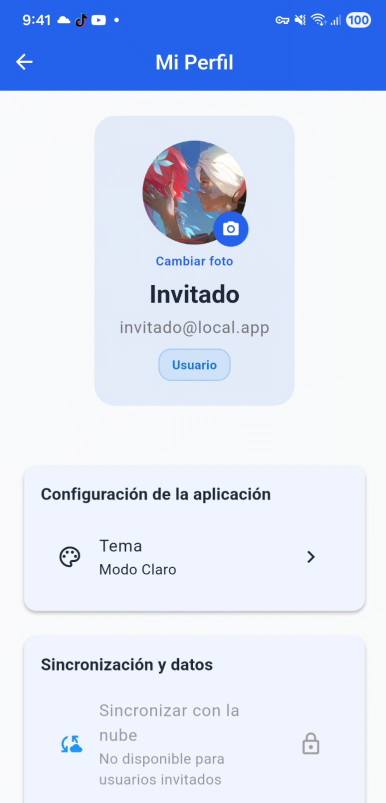 9:41
100
Mi Perfil
Cambiar foto
Invitado
invitado@local.app
Usuario
Configuración de la aplicación
Tema
Modo Claro
Sincronización y datos
Sincronizar con la
nube
No disponible para
usuarios invitados